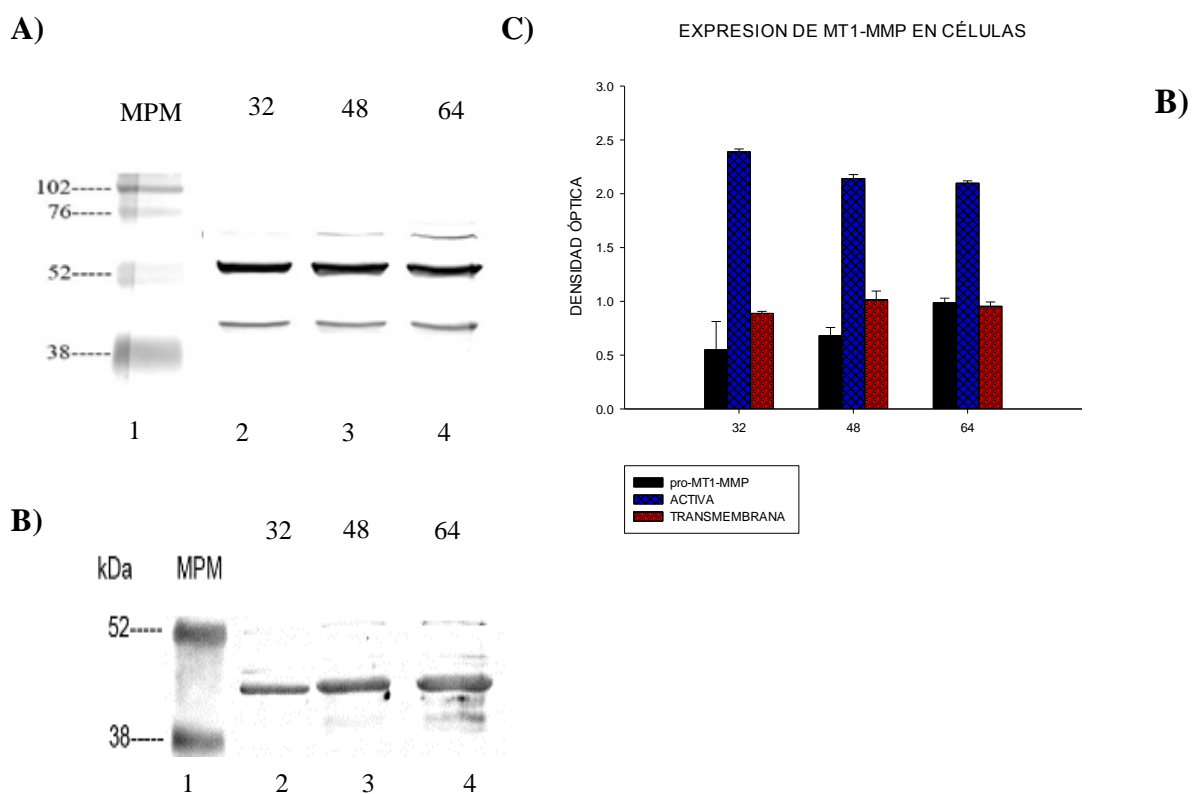 A)
MPM 32 48 64
102-----
76-----
52-----
38-----
1 2 3 4
B)
32 48 64
kDa MPM
52-----
38-----
1 2 3 4
C)
EXPRESION DE MT1-MMP EN CÉLULAS
DENSIDAD ÓPTICA
3.0
2.5
2.0
1.5
1.0
0.5
0.0
32 48 64
pro-MT1-MMP
ACTIVA
TRANSMEMBRANA
B)